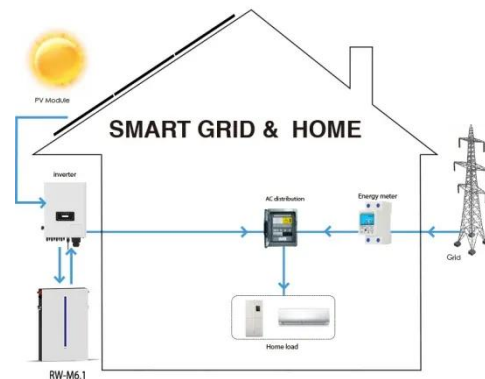 PV Module
SMART GRID & HOME
inverter
AC distribution
Energy meter
Grid
Home load
RW-M6.1